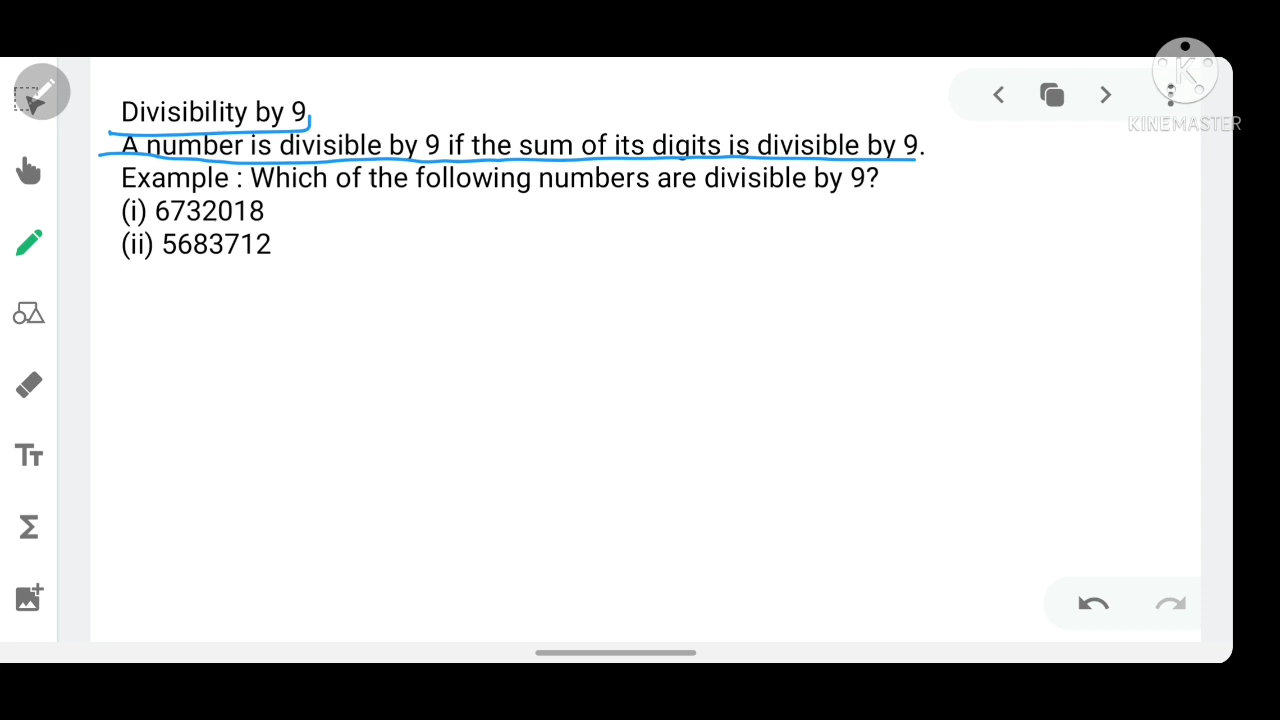 KINEMASTER
Divisibility by 9
A number is divisible by 9 if the sum of its digits is divisible by 9.
Example : Which of the following numbers are divisible by 9?
(i) 6732018
(ii) 5683712